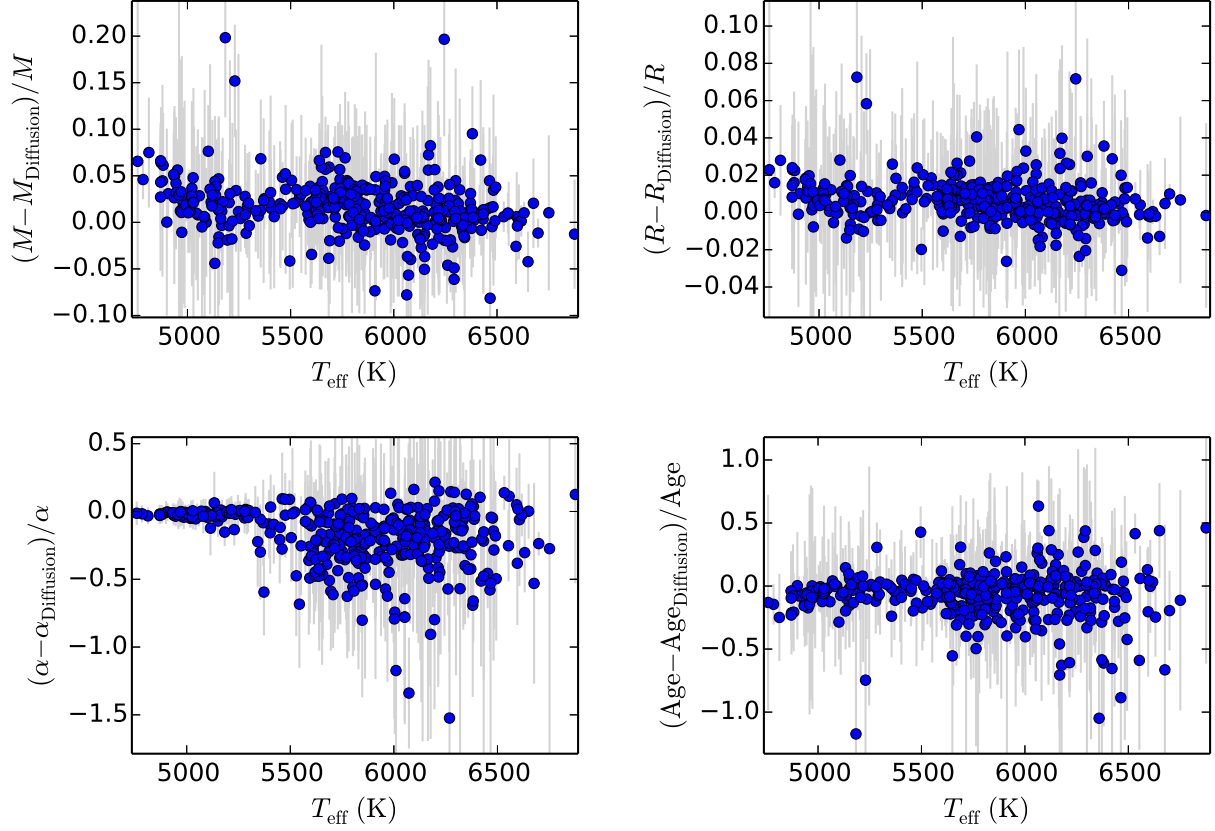 (M−M_Diffusion)/M
0.20
0.15
0.10
0.05
0.00
−0.05
−0.10
5000 5500 6000 6500
T_eff (K)
(R−R_Diffusion)/R
0.10
0.08
0.06
0.04
0.02
0.00
−0.02
−0.04
5000 5500 6000 6500
T_eff (K)
(α−α_Diffusion)/α
0.5
0.0
−0.5
−1.0
−1.5
5000 5500 6000 6500
T_eff (K)
(Age−Age_Diffusion)/Age
1.0
0.5
0.0
−0.5
−1.0
5000 5500 6000 6500
T_eff (K)